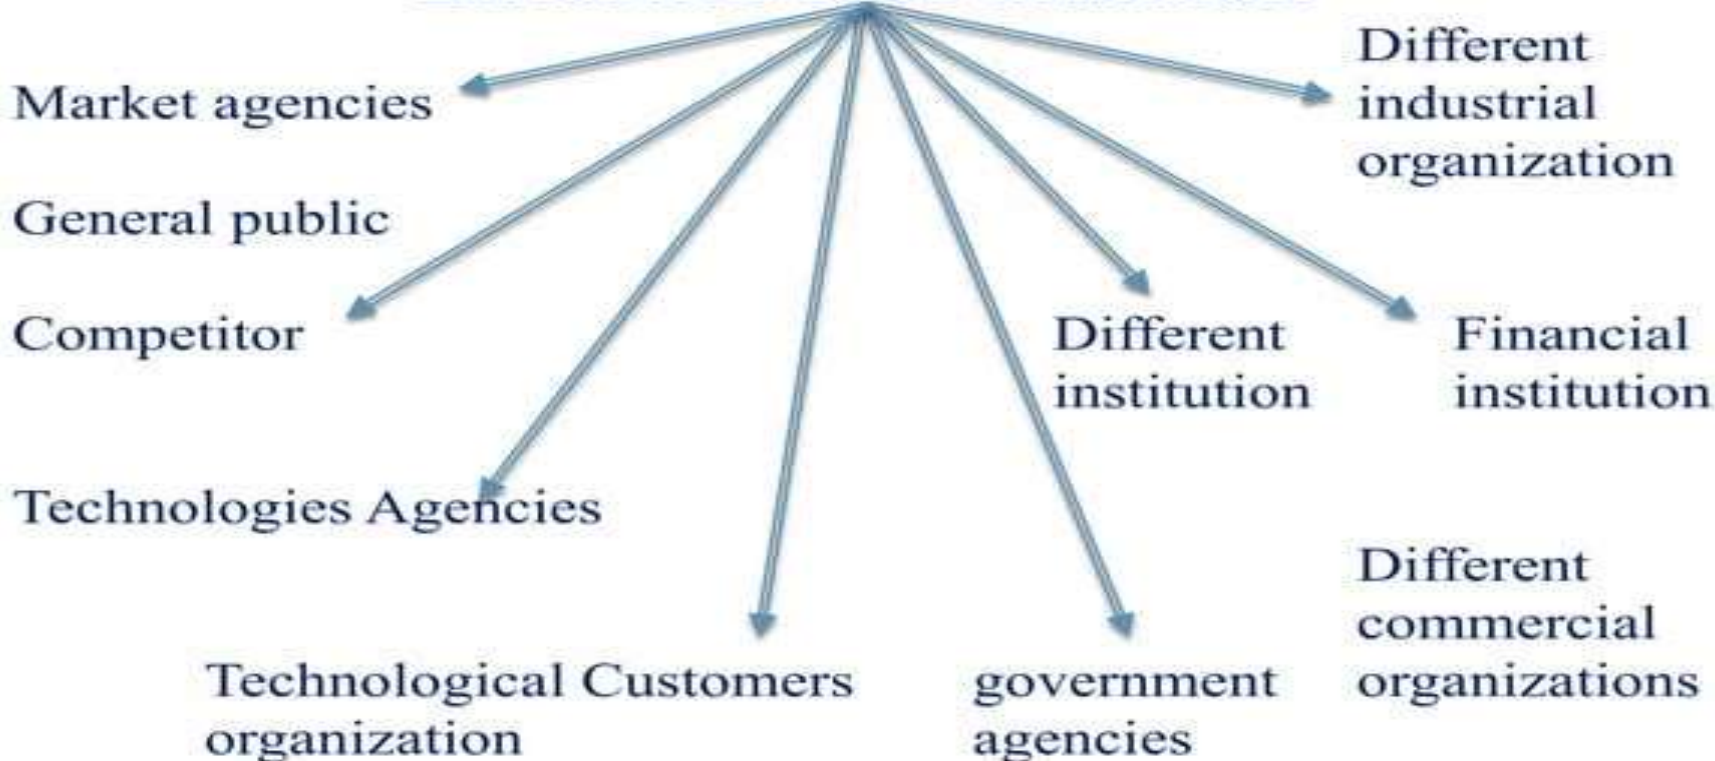 Market agencies
General public
Competitor
Technologies Agencies
Technological Customers
organization
government
agencies
Different
institution
Financial
institution
Different
industrial
organization
Different
commercial
organizations